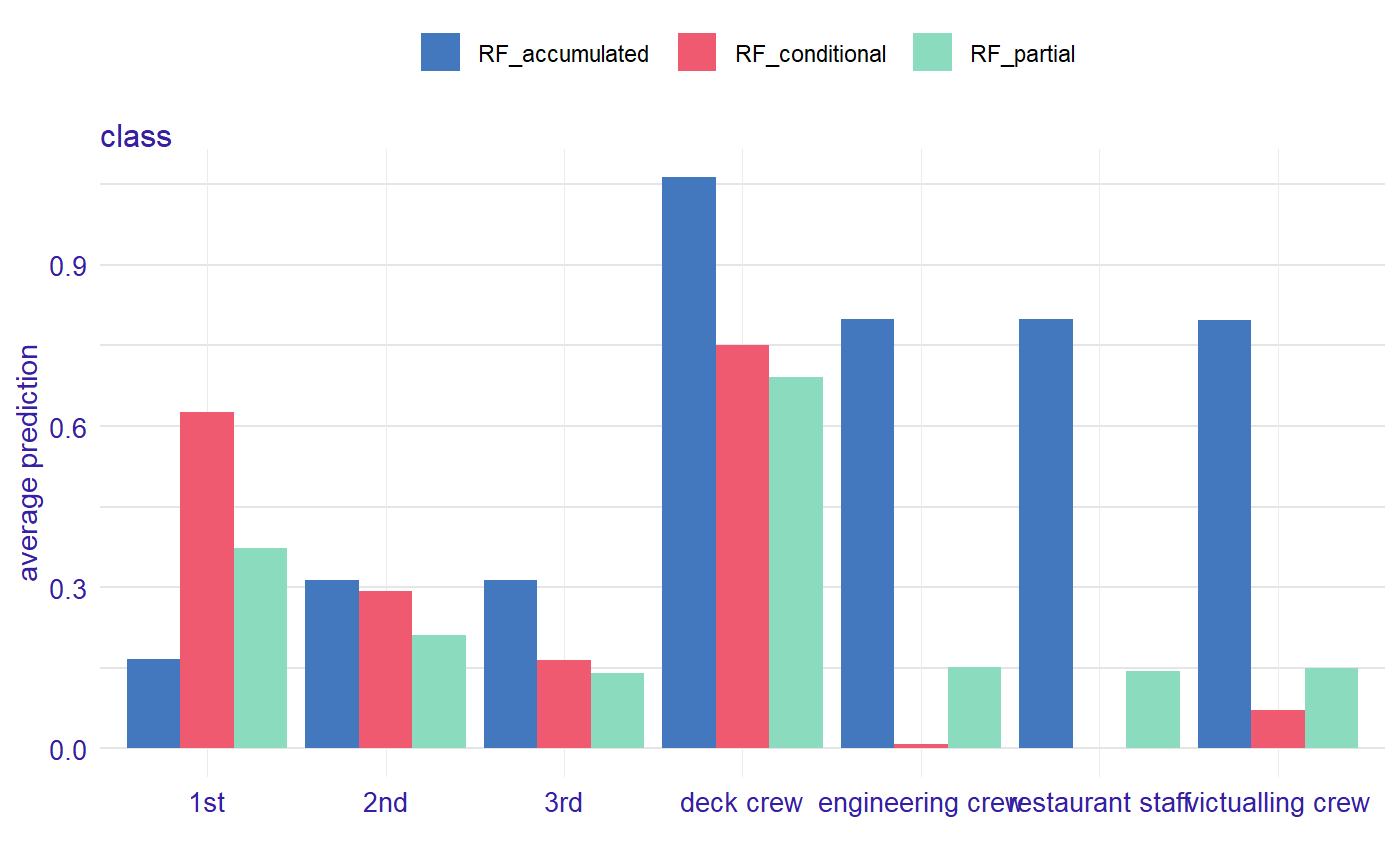 RF_accumulated RF_conditional RF_partial
class
average prediction
0.9
0.6
0.3
0.0
1st 2nd 3rd deck crew engineering crew restaurant staff victualling crew